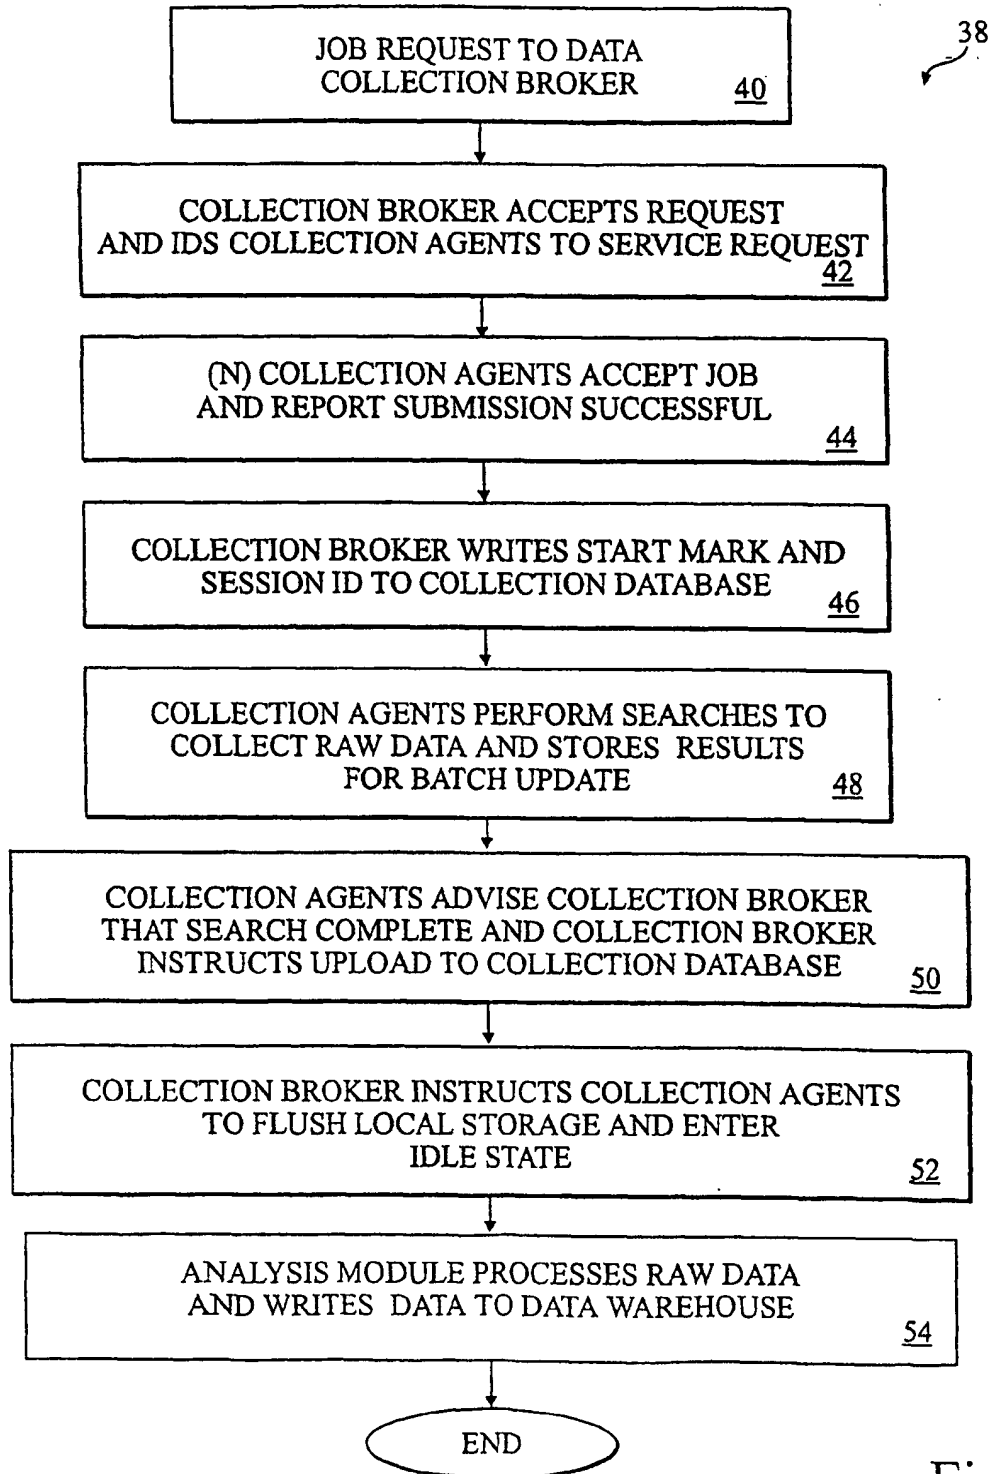 38
JOB REQUEST TO DATA
COLLECTION BROKER
40
COLLECTION BROKER ACCEPTS REQUEST
AND IDS COLLECTION AGENTS TO SERVICE REQUEST
42
(N) COLLECTION AGENTS ACCEPT JOB
AND REPORT SUBMISSION SUCCESSFUL
44
COLLECTION BROKER WRITES START MARK AND
SESSION ID TO COLLECTION DATABASE
46
COLLECTION AGENTS PERFORM SEARCHES TO
COLLECT RAW DATA AND STORES RESULTS
FOR BATCH UPDATE
48
COLLECTION AGENTS ADVISE COLLECTION BROKER
THAT SEARCH COMPLETE AND COLLECTION BROKER
INSTRUCTS UPLOAD TO COLLECTION DATABASE
50
COLLECTION BROKER INSTRUCTS COLLECTION AGENTS
TO FLUSH LOCAL STORAGE AND ENTER
IDLE STATE
52
ANALYSIS MODULE PROCESSES RAW DATA
AND WRITES DATA TO DATA WAREHOUSE
54
END